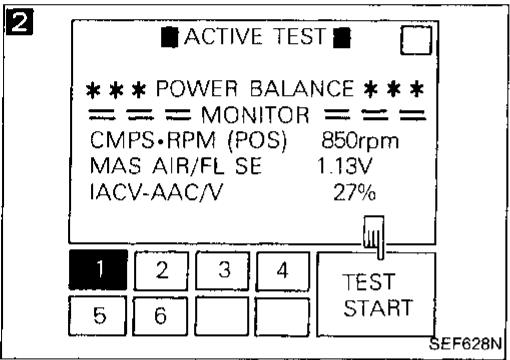 2
■ ACTIVE TEST ■
*** POWER BALANCE ***
= = = MONITOR = = =
CMPS•RPM (POS) 850rpm
MAS AIR/FL SE 1.13V
IACV-AAC/V 27%
1 2 3 4
5 6
TEST
START
SEF628N